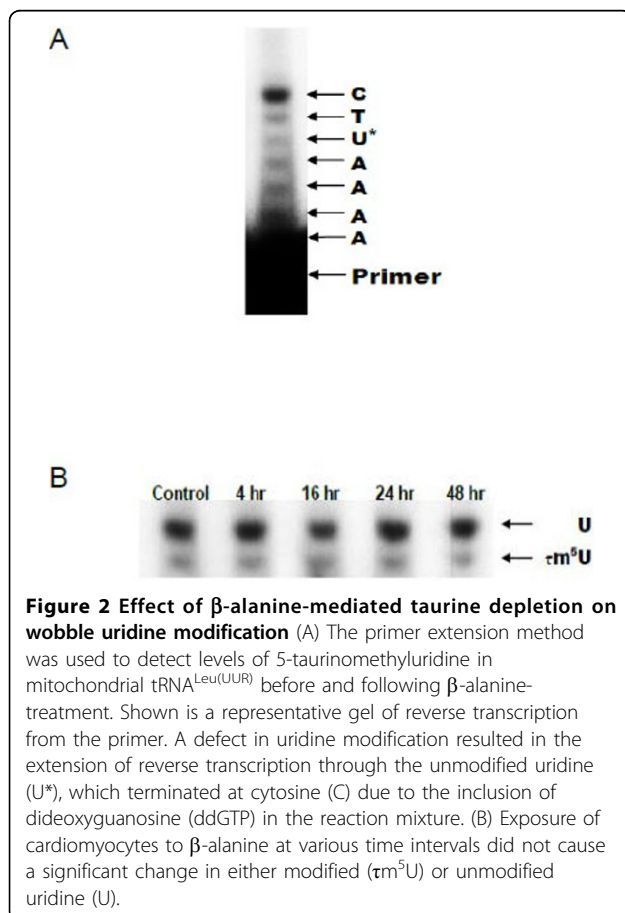 A
C
T
U*
A
A
A
A
Primer
B
Control 4 hr 16 hr 24 hr 48 hr
U
τm⁵U
Figure 2 Effect of β-alanine-mediated taurine depletion on
wobble uridine modification (A) The primer extension method
was used to detect levels of 5-taurinomethyluridine in
mitochondrial tRNA^Leu(UUR) before and following β-alanine-
treatment. Shown is a representative gel of reverse transcription
from the primer. A defect in uridine modification resulted in the
extension of reverse transcription through the unmodified uridine
(U*), which terminated at cytosine (C) due to the inclusion of
dideoxyguanosine (ddGTP) in the reaction mixture. (B) Exposure of
cardiomyocytes to β-alanine at various time intervals did not cause
a significant change in either modified (τm⁵U) or unmodified
uridine (U).